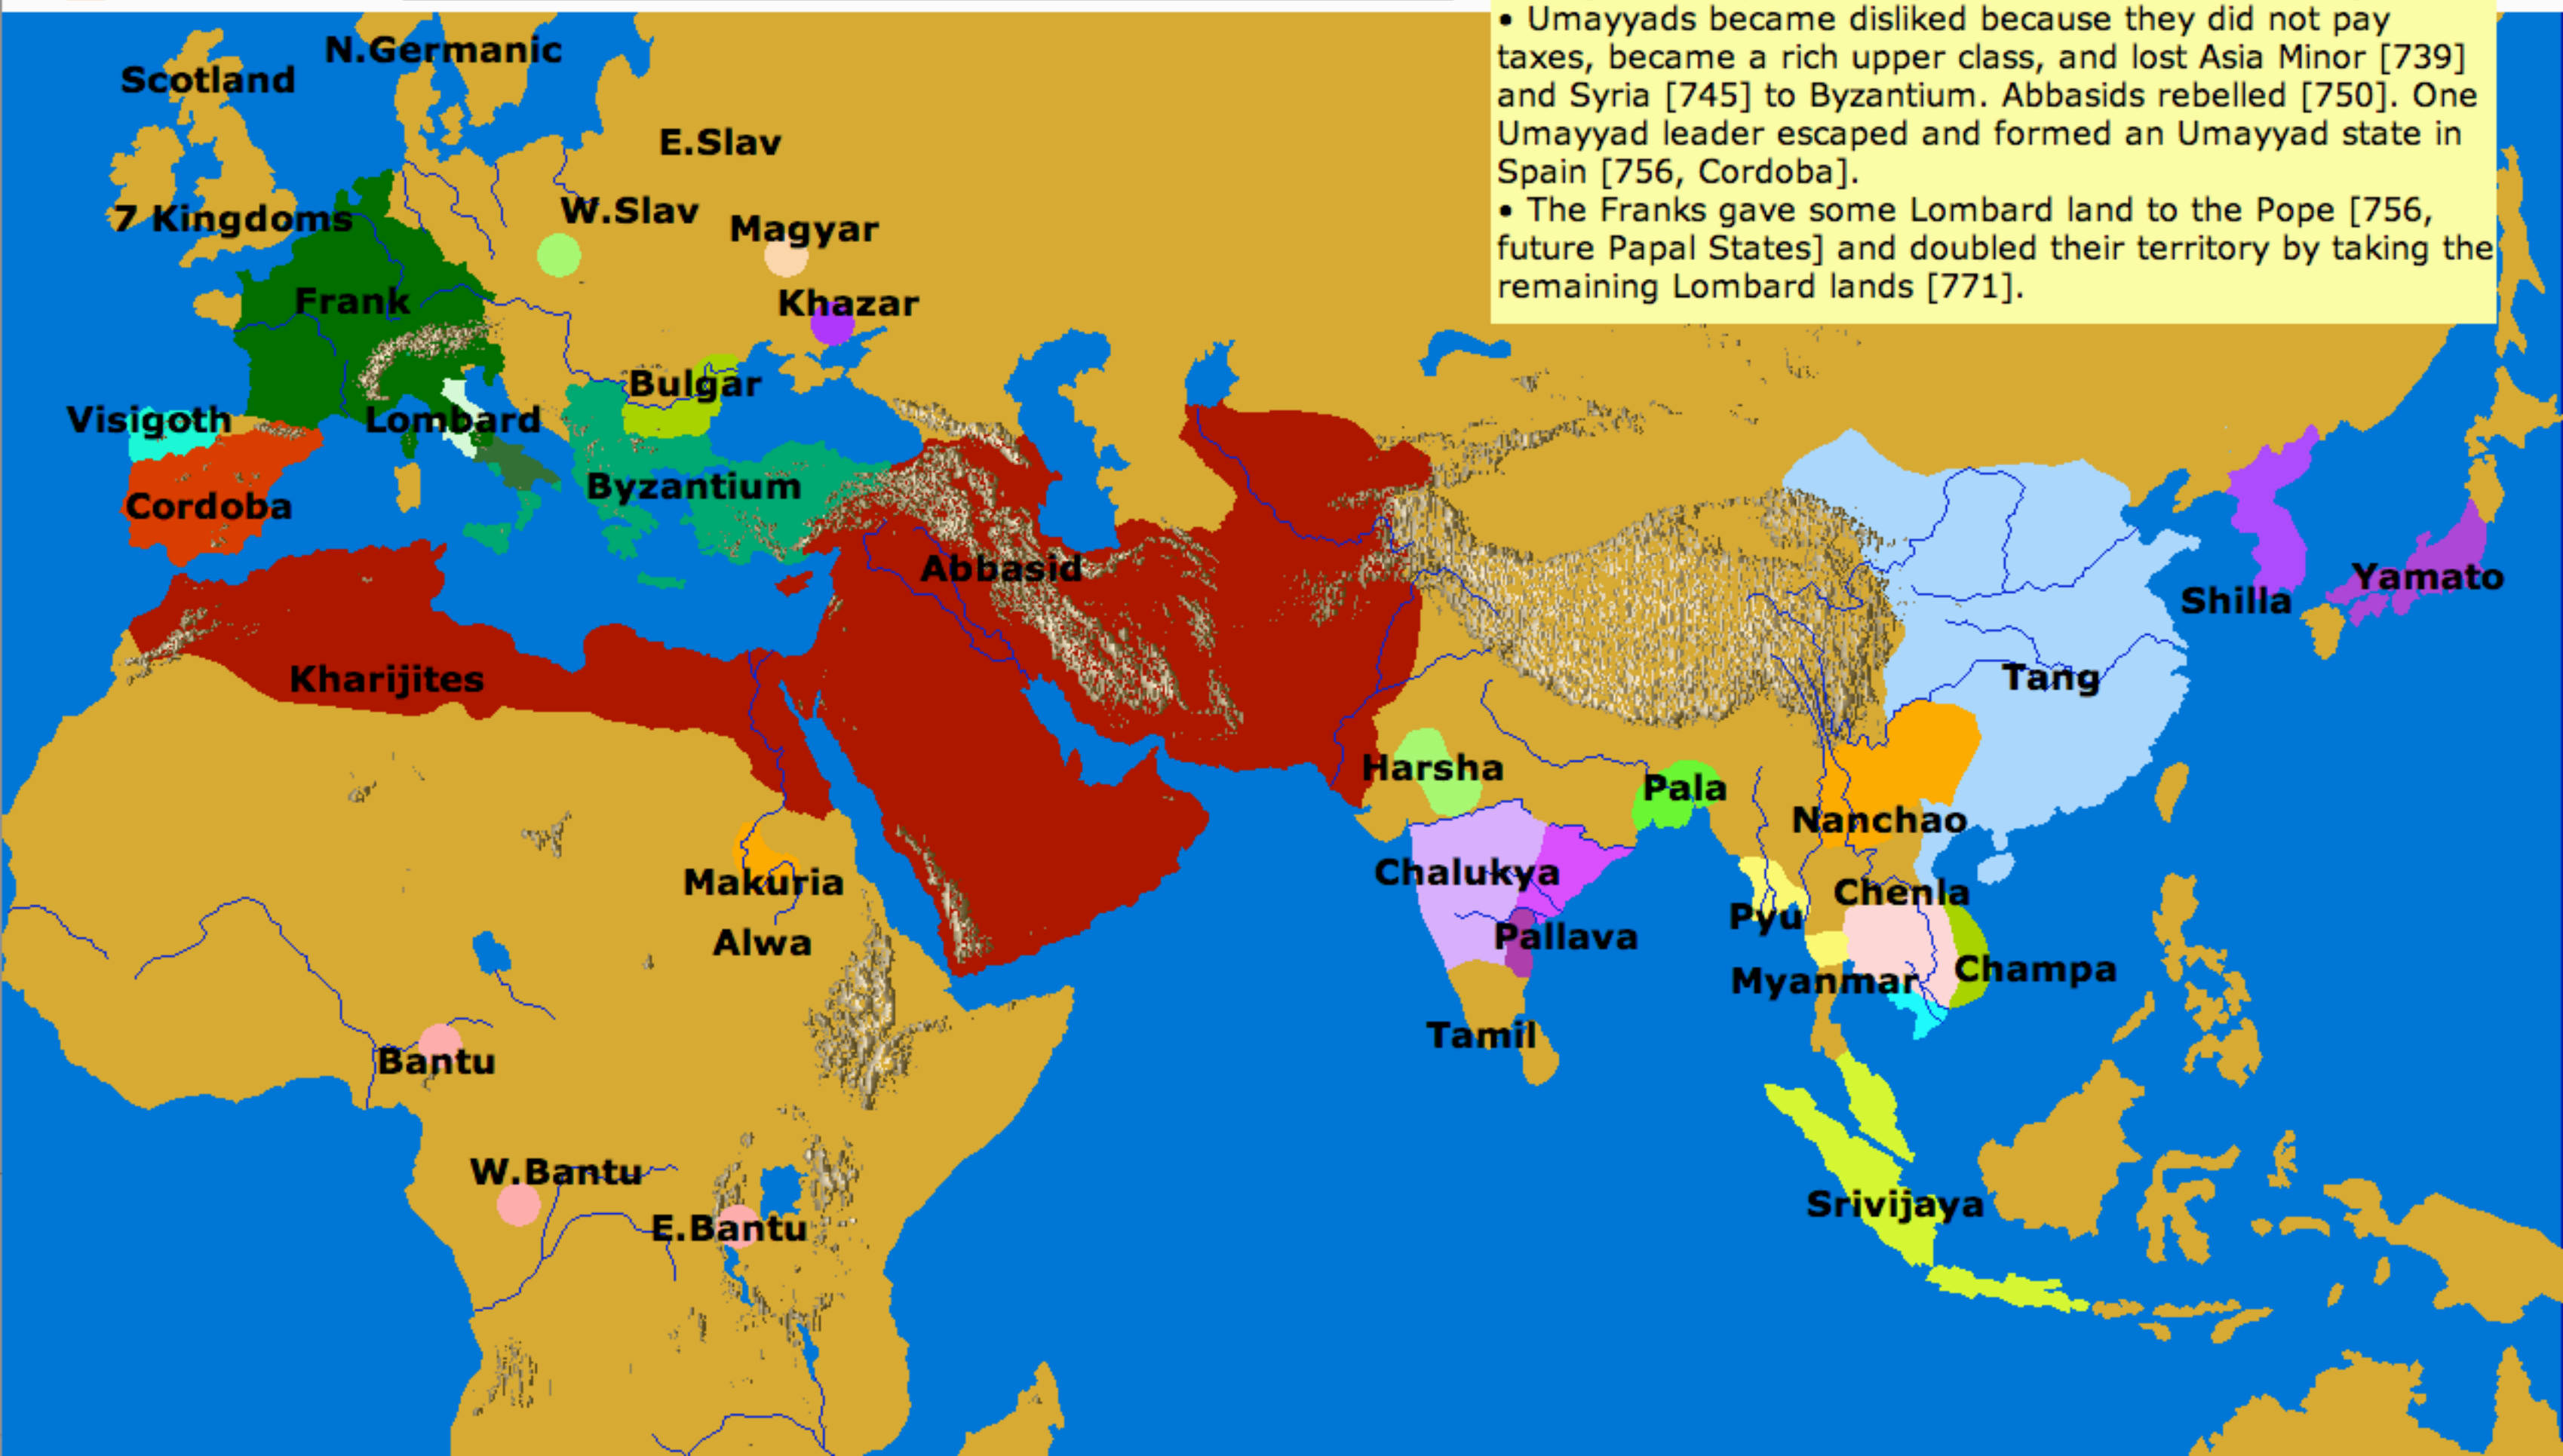 • Umayyads became disliked because they did not pay
taxes, became a rich upper class, and lost Asia Minor [739]
and Syria [745] to Byzantium. Abbasids rebelled [750]. One
Umayyad leader escaped and formed an Umayyad state in
Spain [756, Cordoba].
• The Franks gave some Lombard land to the Pope [756,
future Papal States] and doubled their territory by taking the
remaining Lombard lands [771].
N.Germanic
Scotland
E.Slav
W.Slav
7 Kingdoms
Magyar
Frank
Khazar
Bulgar
Visigoth
Lombard
Byzantium
Cordoba
Abbasid
Yamato
Shilla
Kharijites
Tang
Harsha
Pala
Nanchao
Chalukya
Makuria
Chenla
Pyu
Pallava
Alwa
Champa
Myanmar
Tamil
Bantu
W.Bantu
Srivijaya
E.Bantu